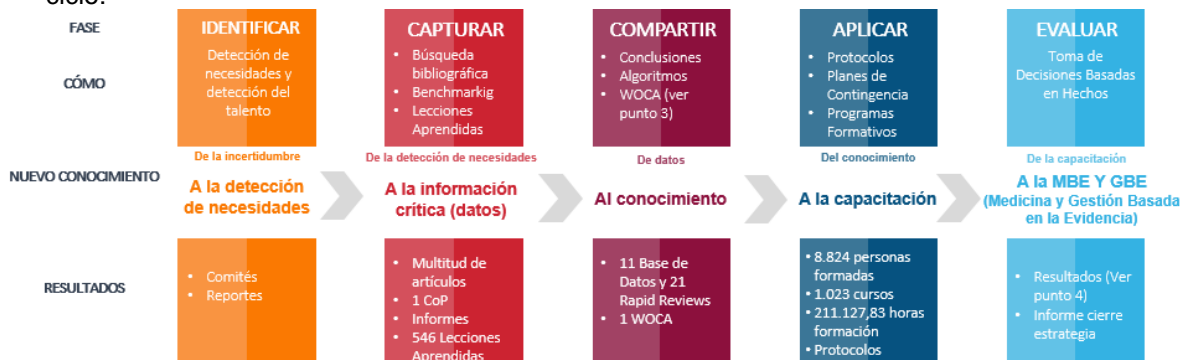 ciclo:
FASE
IDENTIFICAR
CAPTURAR
COMPARTIR
APLICAR
EVALUAR
CÓMO
Detección de
necesidades y
detección del
talento
• Búsqueda
bibliográfica
• Benchmarkig
• Lecciones
Aprendidas
• Conclusiones
• Algoritmos
• WOCA (ver
punto 3)
• Protocolos
• Planes de
Contingencia
• Programas
Formativos
Toma de
Decisiones Basadas
en Hechos
NUEVO CONOCIMIENTO
De la incertidumbre
A la detección
de necesidades
De la detección de necesidades
A la información
crítica (datos)
De datos
Al conocimiento
Del conocimiento
A la capacitación
De la capacitación
A la MBE Y GBE
(Medicina y Gestión Basada
en la Evidencia)
RESULTADOS
• Comités
• Reportes
• Multitud de
artículos
• 1 CoP
• Informes
• 546 Lecciones
Aprendidas
• 11 Base de
Datos y 21
Rapid Reviews
• 1 WOCA
• 8.824 personas
formadas
• 1.023 cursos
• 211.127,83 horas
formación
• Protocolos
• Resultados (Ver
punto 4)
• Informe cierre
estrategia